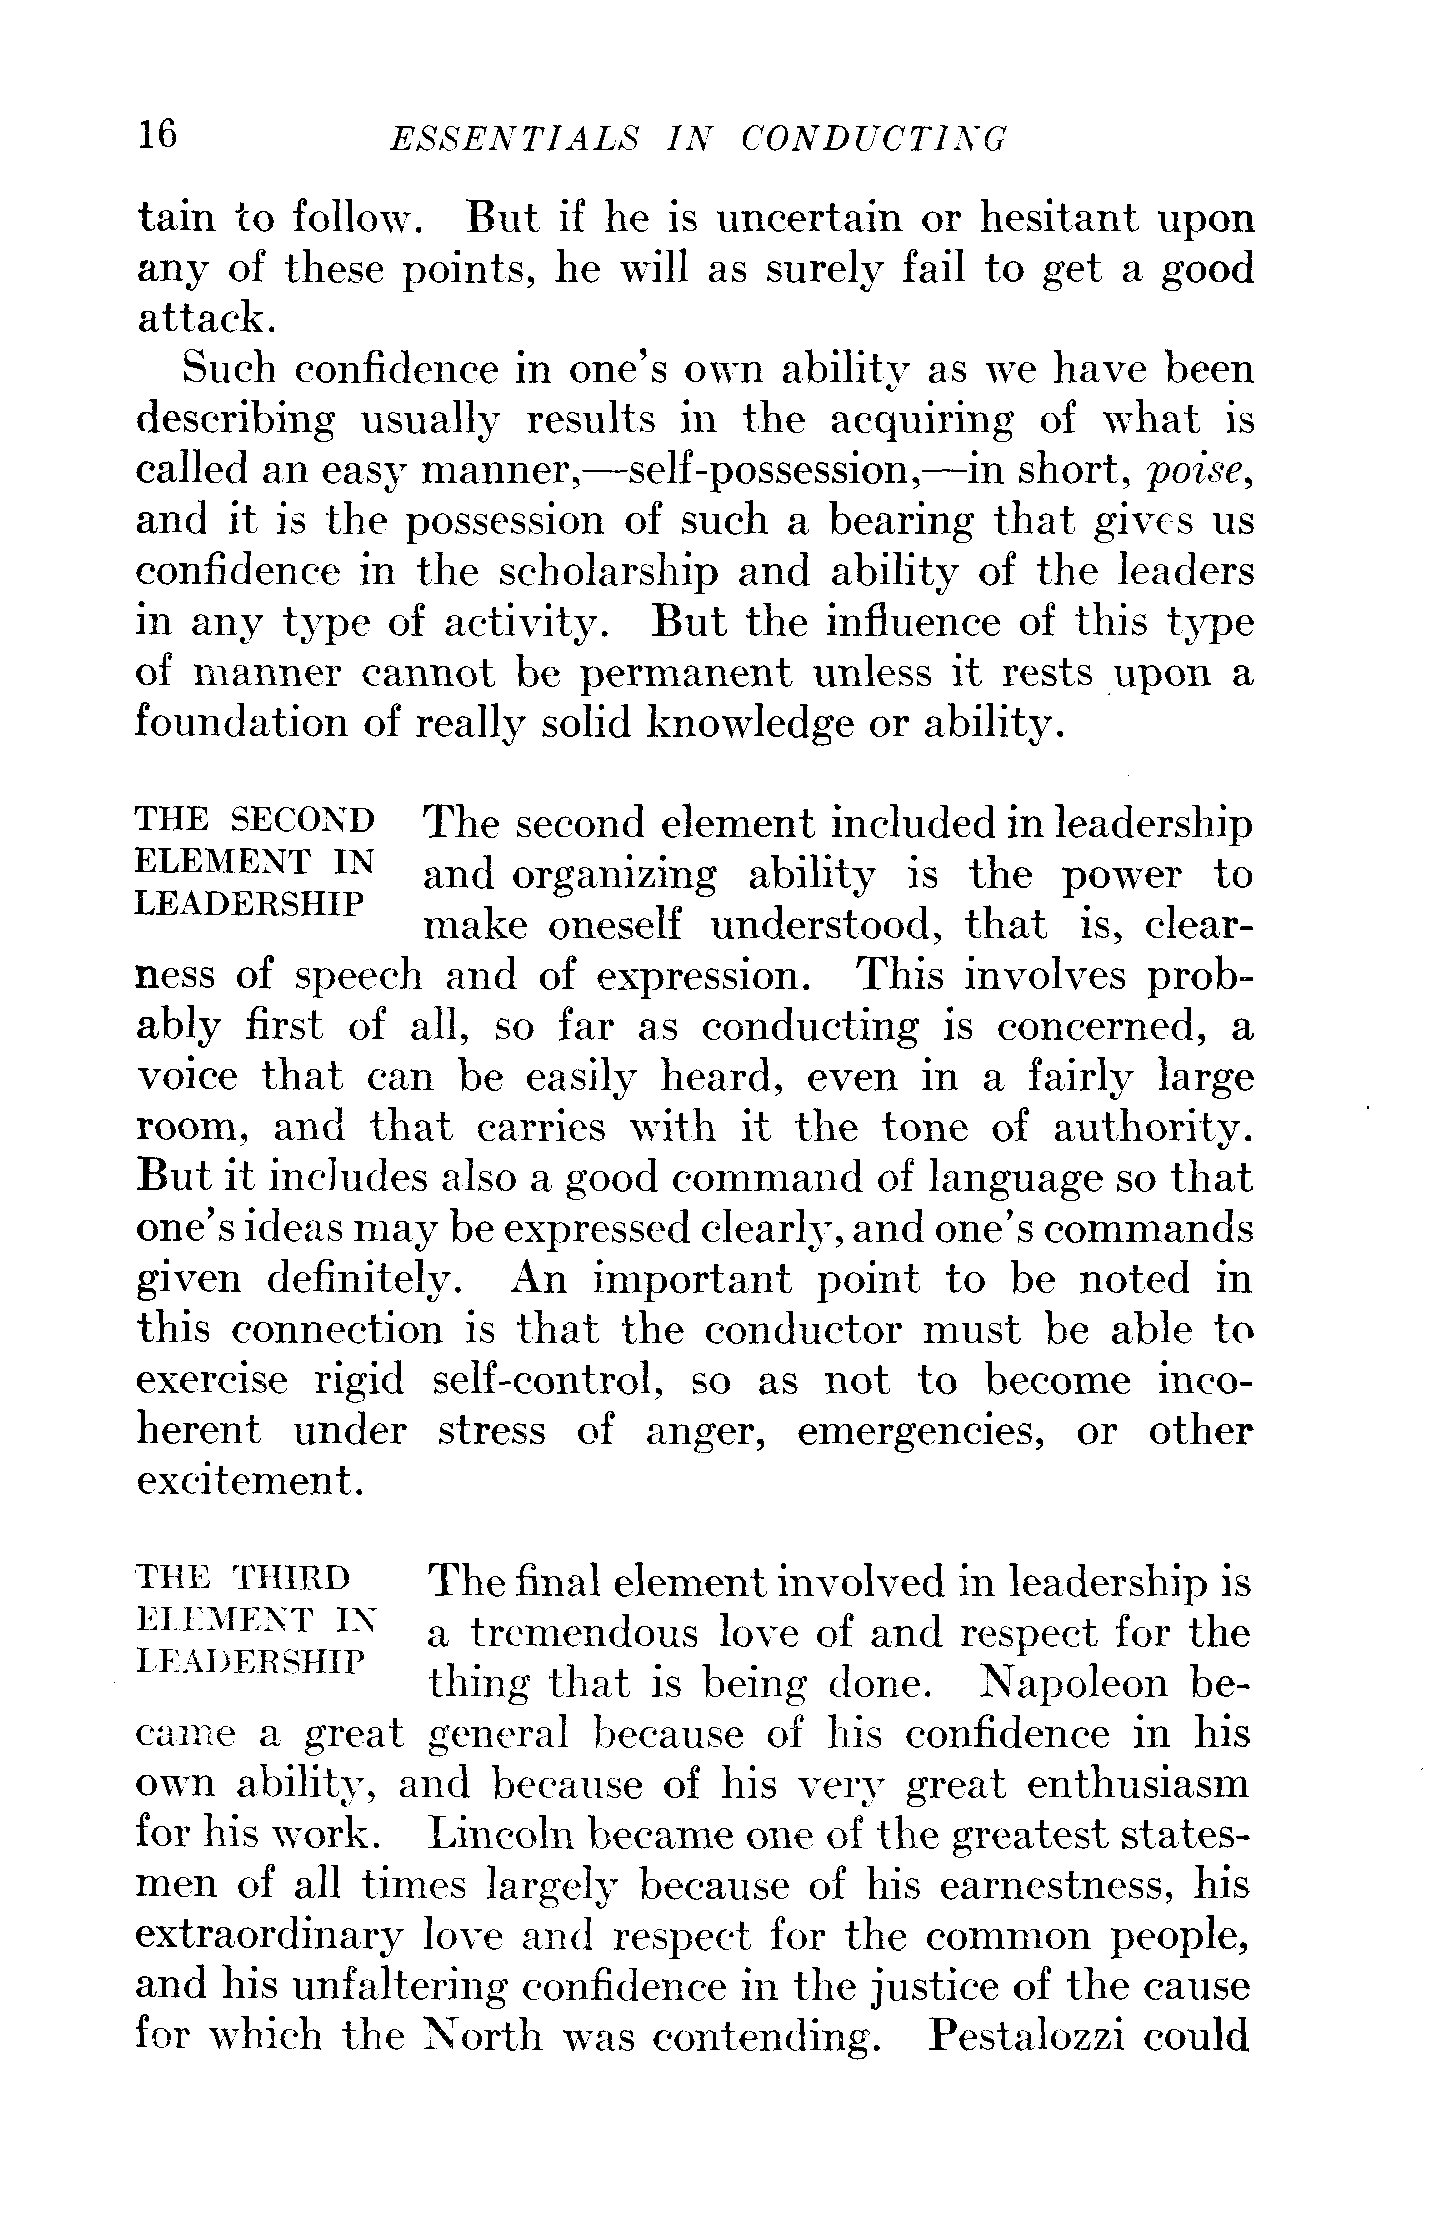 16 ESSENTIALS IN CONDUCTING
tain to follow. But if he is uncertain or hesitant upon
any of these points, he will as surely fail to get a good
attack.
Such confidence in one's own ability as we have been
describing usually results in the acquiring of what is
called an easy manner,—self-possession,—in short, poise,
and it is the possession of such a bearing that gives us
confidence in the scholarship and ability of the leaders
in any type of activity. But the influence of this type
of manner cannot be permanent unless it rests upon a
foundation of really solid knowledge or ability.
THE SECOND
ELEMENT IN
LEADERSHIP
The second element included in leadership
and organizing ability is the power to
make oneself understood, that is, clear-
ness of speech and of expression. This involves prob-
ably first of all, so far as conducting is concerned, a
voice that can be easily heard, even in a fairly large
room, and that carries with it the tone of authority.
But it includes also a good command of language so that
one's ideas may be expressed clearly, and one's commands
given definitely. An important point to be noted in
this connection is that the conductor must be able to
exercise rigid self-control, so as not to become inco-
herent under stress of anger, emergencies, or other
excitement.
THE THIRD
ELEMENT IN
LEADERSHIP
The final element involved in leadership is
a tremendous love of and respect for the
thing that is being done. Napoleon be-
came a great general because of his confidence in his
own ability, and because of his very great enthusiasm
for his work. Lincoln became one of the greatest states-
men of all times largely because of his earnestness, his
extraordinary love and respect for the common people,
and his unfaltering confidence in the justice of the cause
for which the North was contending. Pestalozzi could